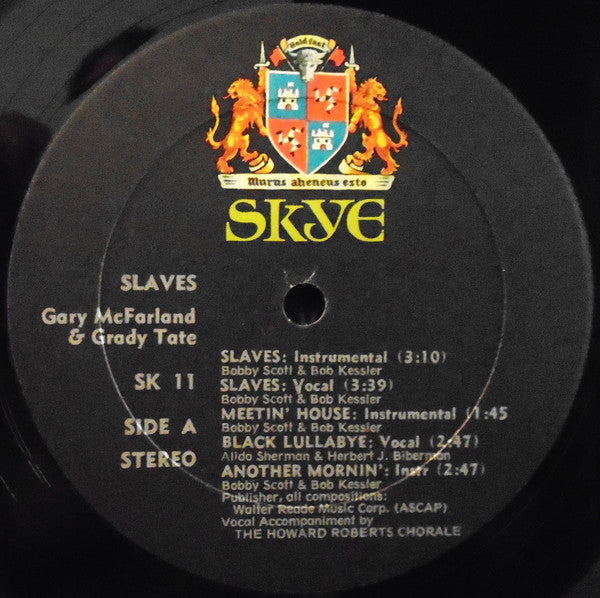 Hold fast
Murus aheneus esto
SKYE
SLAVES
Gary McFarland
& Grady Tate
SK 11
SIDE A
STEREO
SLAVES: Instrumental (3:10)
Bobby Scott & Bob Kessler
SLAVES: Vocal (3:39)
Bobby Scott & Bob Kessler
MEETIN' HOUSE: Instrumental (1:45
Bobby Scott & Bob Kessler
BLACK LULLABYE: Vocal (2:47)
Alida Sherman & Herbert J. Biberman
ANOTHER MORNIN': Instr (2:47)
Bobby Scott & Bob Kessler
Publisher, all compositions:
Walter Reade Music Corp. (ASCAP)
Vocal Accompaniment by
THE HOWARD ROBERTS CHORALE